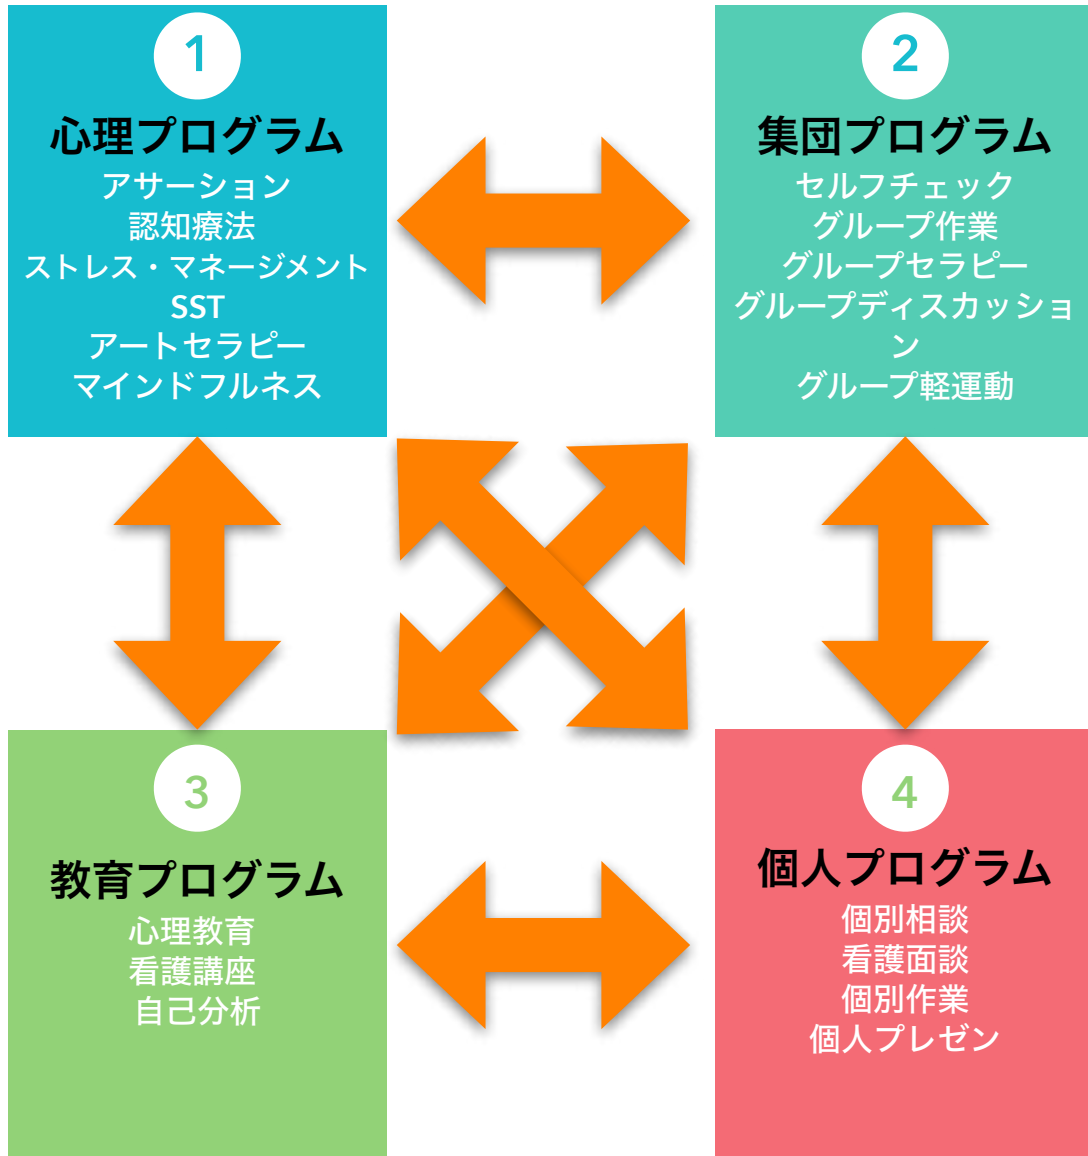 1
心理プログラム
アサーション
認知療法
ストレス・マネージメント
SST
アートセラピー
マインドフルネス
2
集団プログラム
セルフチェック
グループ作業
グループセラピー
グループディスカッショ
ン
グループ軽運動
3
教育プログラム
心理教育
看護講座
自己分析
4
個人プログラム
個別相談
看護面談
個別作業
個人プレゼン